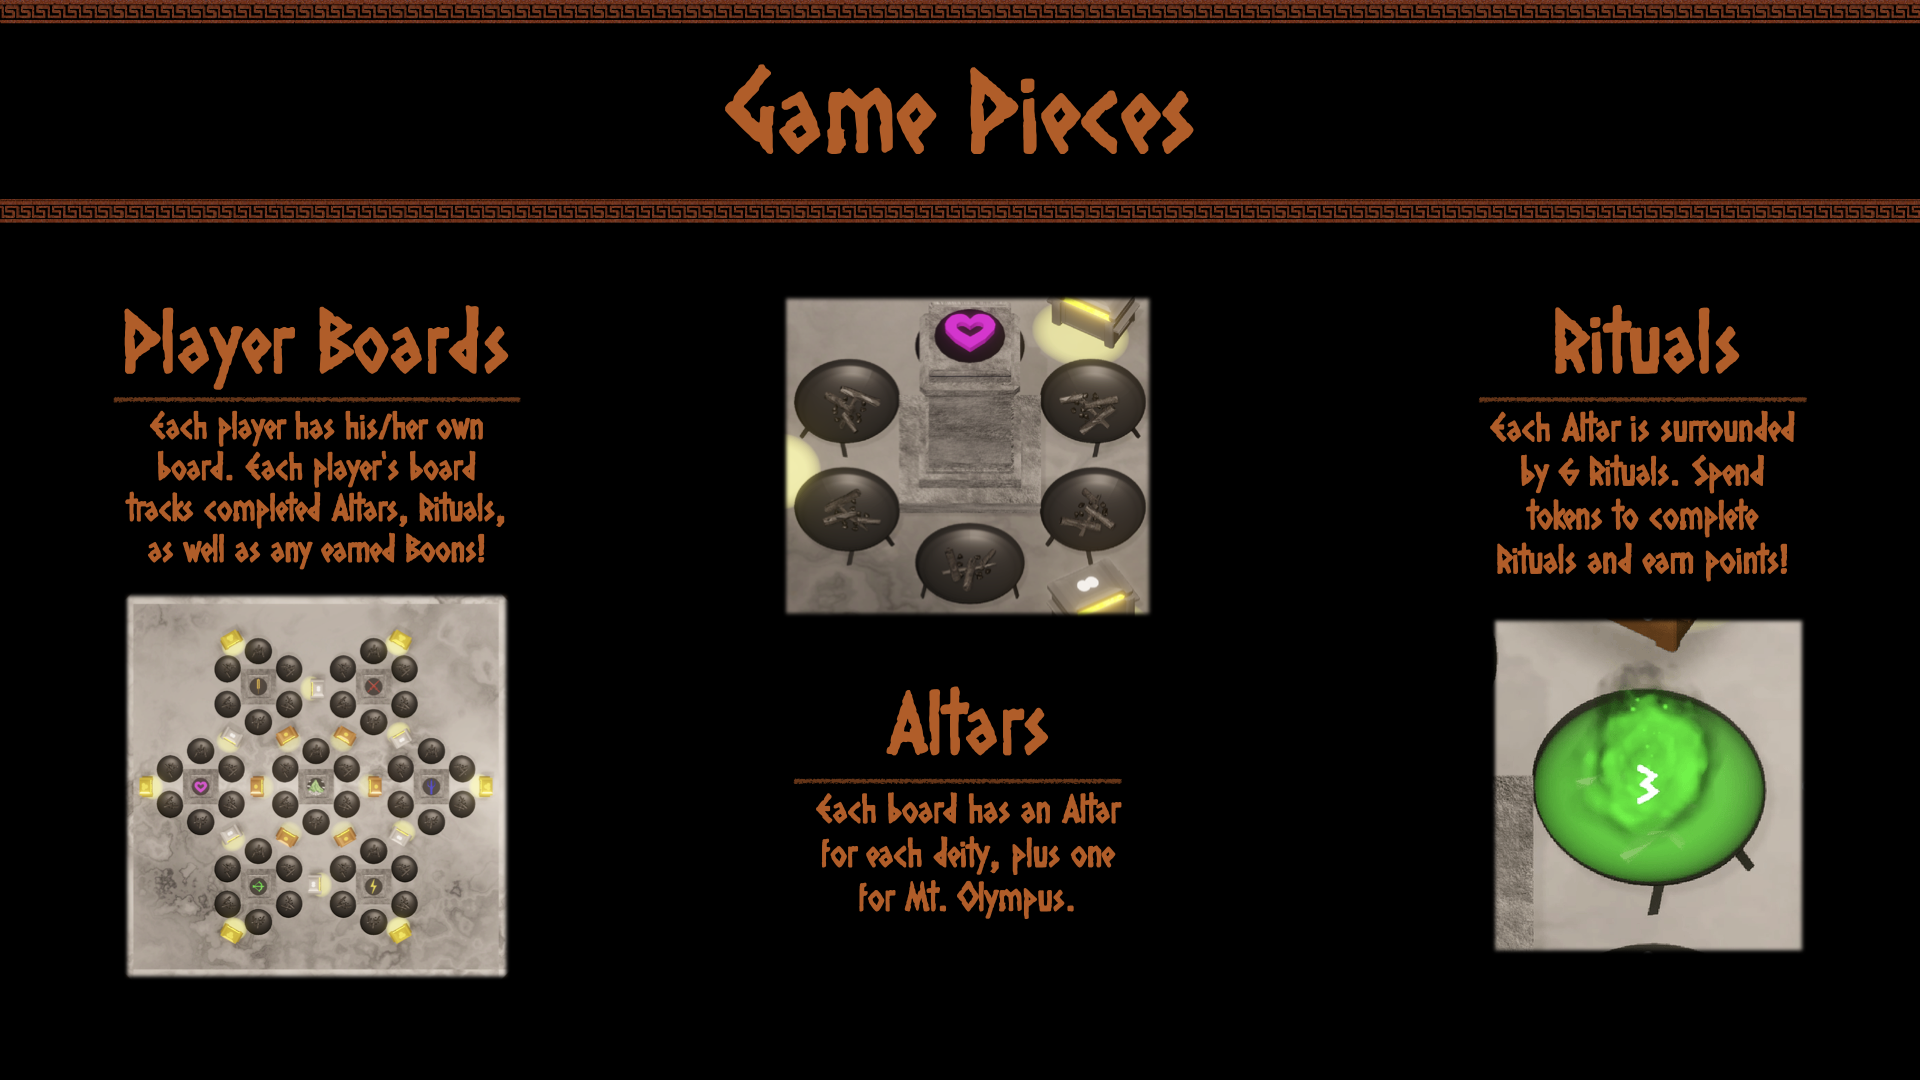 Game Pieces
Player Boards
Each player has his/her own
board. Each player's board
tracks completed Altars, Rituals,
as well as any earned Boons!
Altars
Each board has an Altar
for each deity, plus one
for Mt. Olympus.
Rituals
Each Altar is surrounded
by 6 Rituals. Spend
tokens to complete
Rituals and earn points!
3